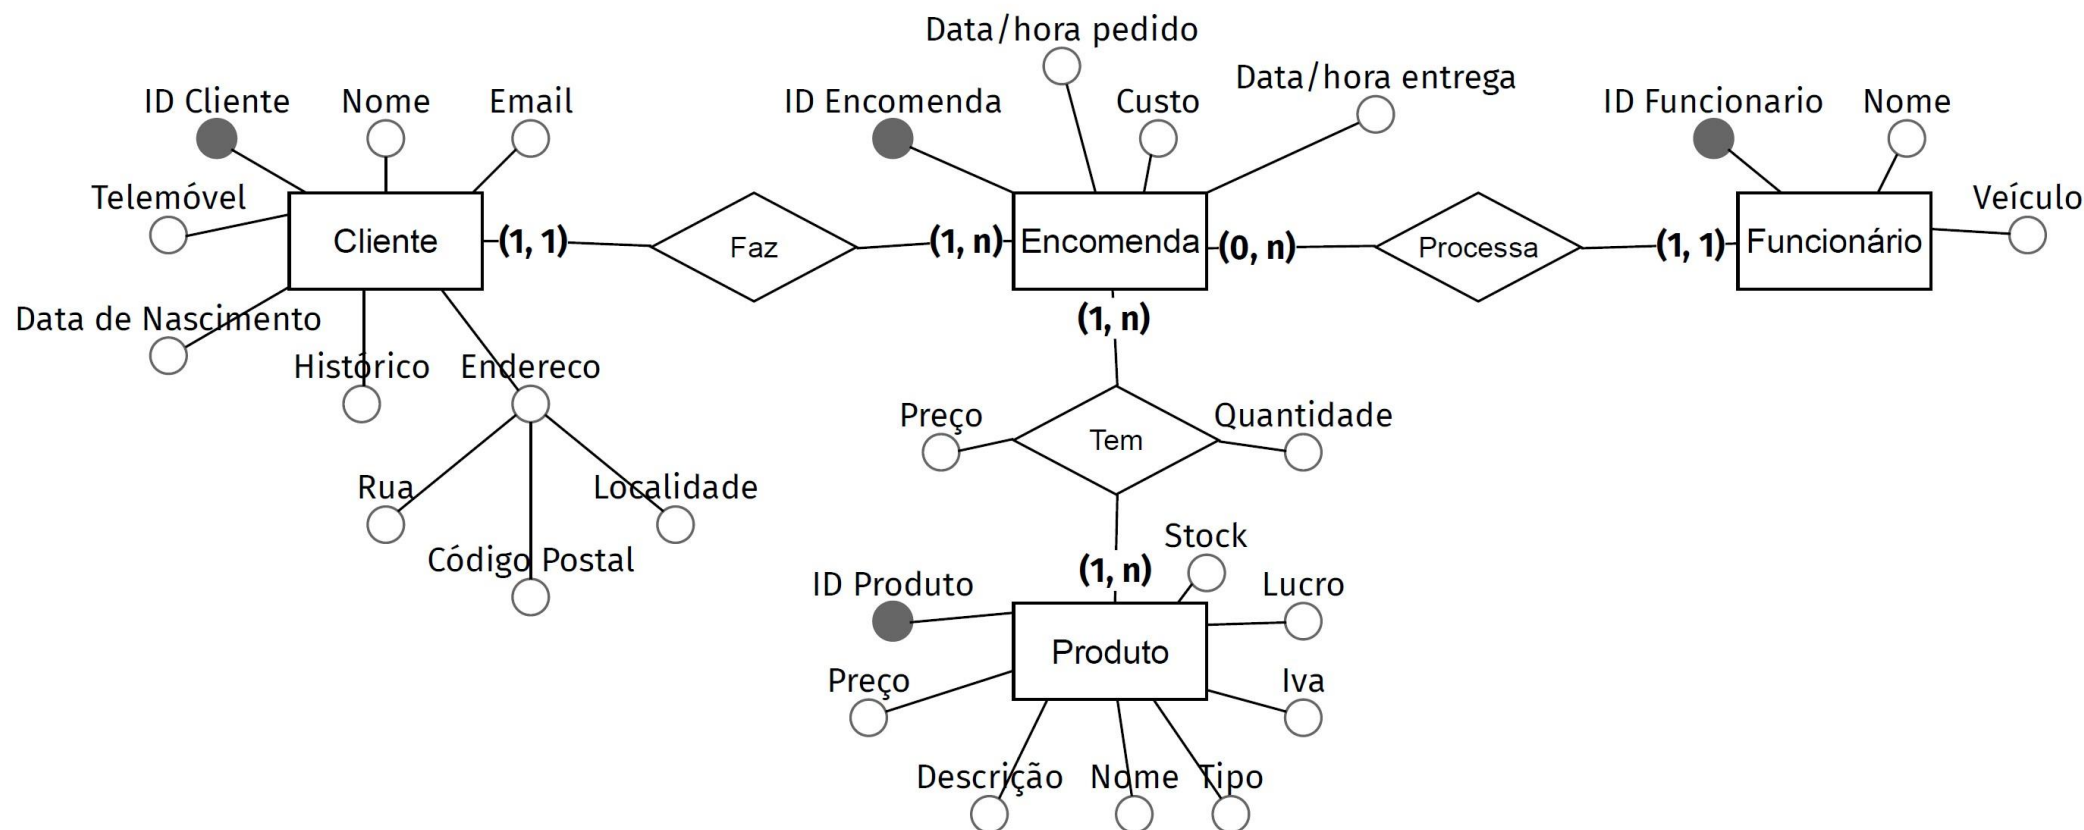 Data/hora pedido
Data/hora entrega
ID Cliente
Nome
Email
ID Encomenda
Custo
ID Funcionario
Nome
Telemóvel
Veículo
Cliente
(1, 1)
Faz
(1, n)
Encomenda
(0, n)
Processa
(1, 1)
Funcionário
Data de Nascimento
(1, n)
Histórico
Endereco
Preço
Tem
Quantidade
Rua
Localidade
Código Postal
Stock
(1, n)
ID Produto
Lucro
Produto
Preço
Iva
Descrição
Nome
Tipo